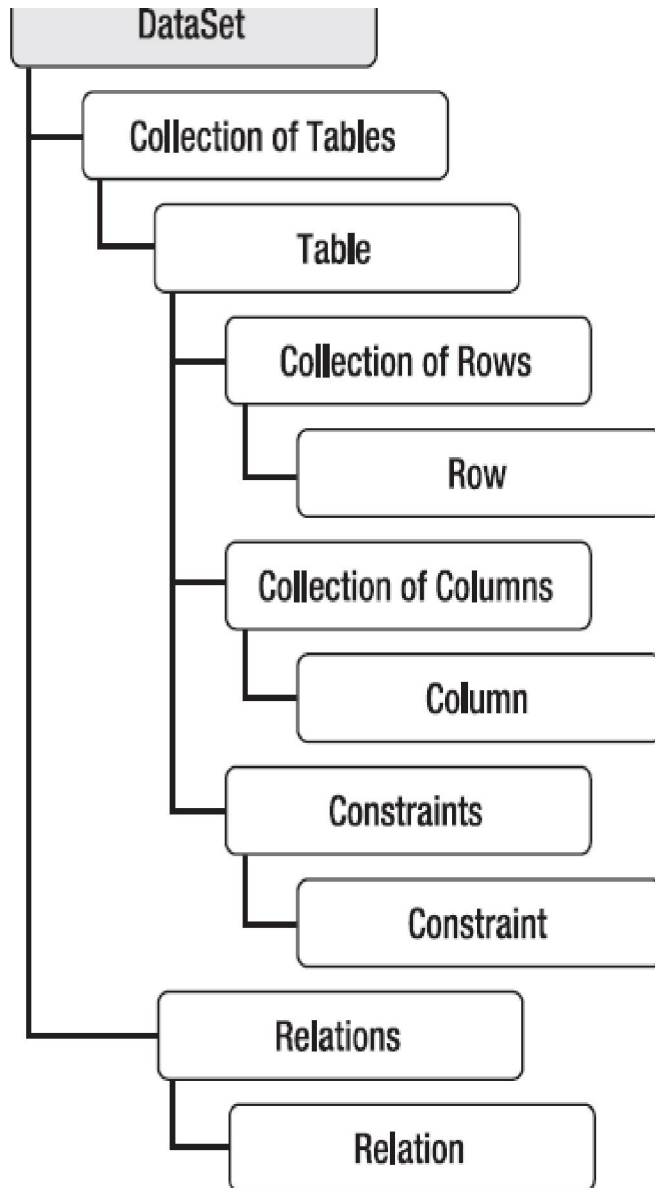 DataSet
Collection of Tables
Table
Collection of Rows
Row
Collection of Columns
Column
Constraints
Constraint
Relations
Relation